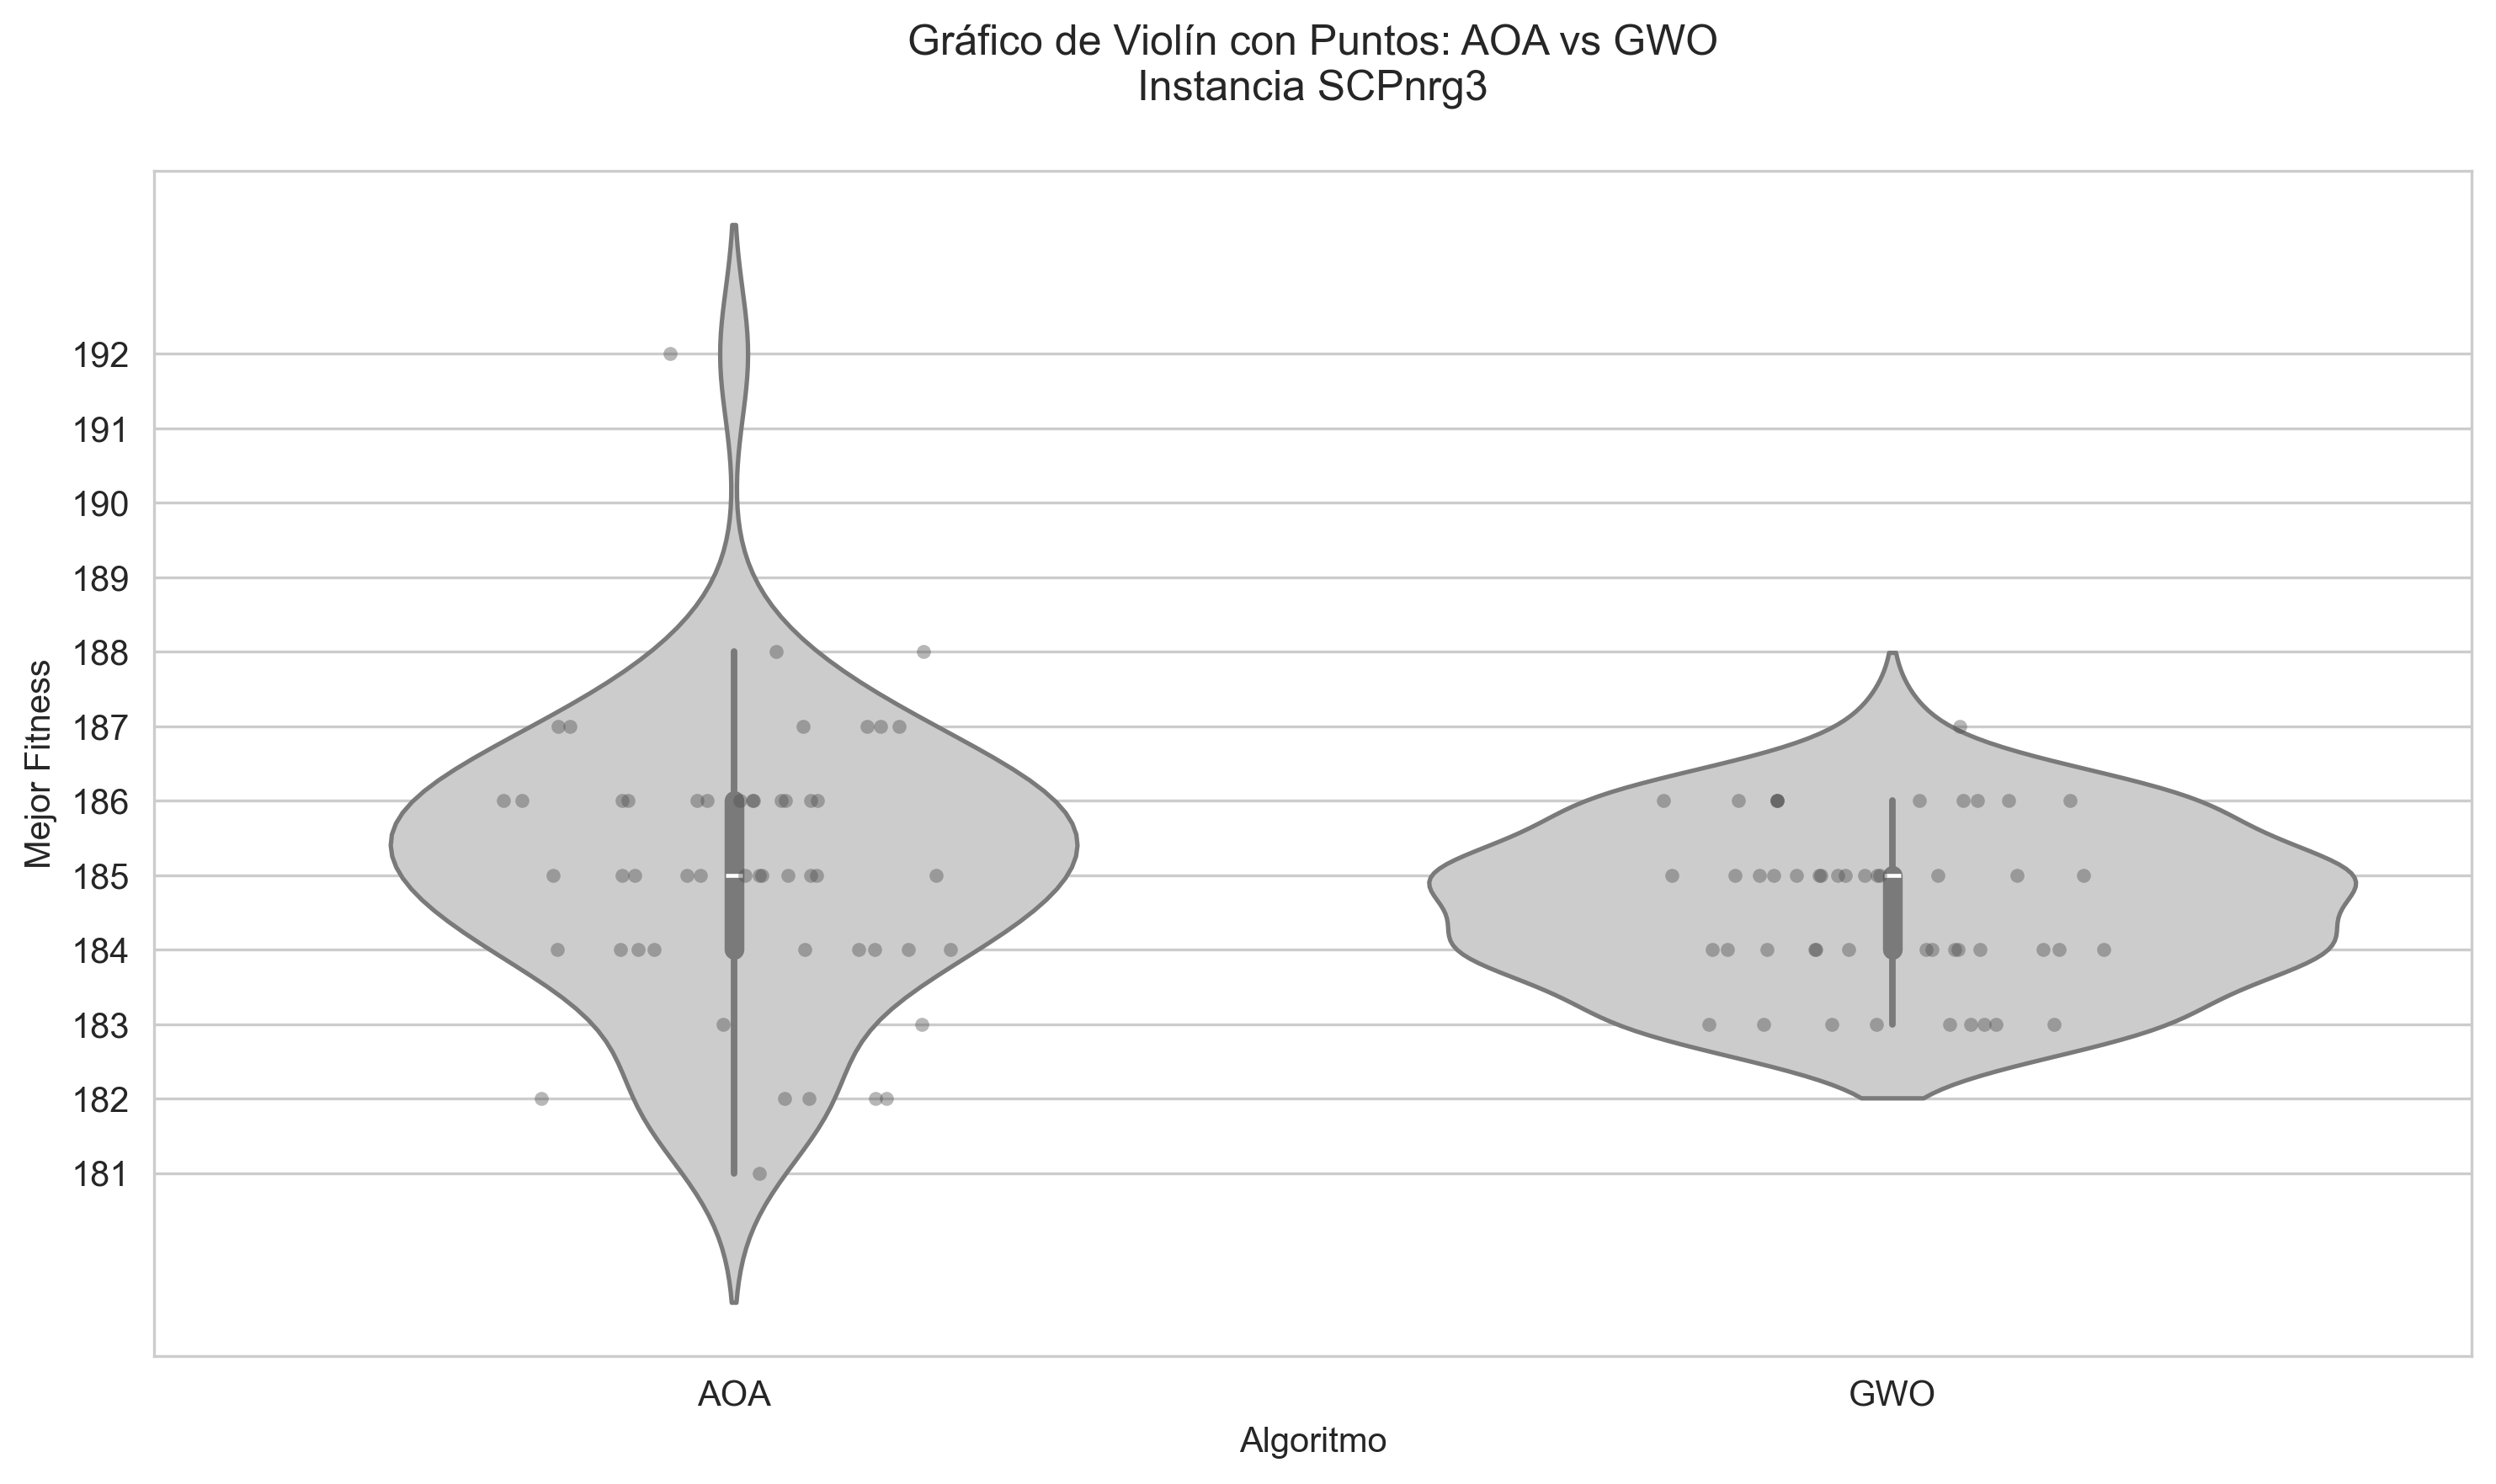 Gráfico de Violín con Puntos: AOA vs GWO
Instancia SCPnrg3
Mejor Fitness
192
191
190
189
188
187
186
185
184
183
182
181
AOA
GWO
Algoritmo